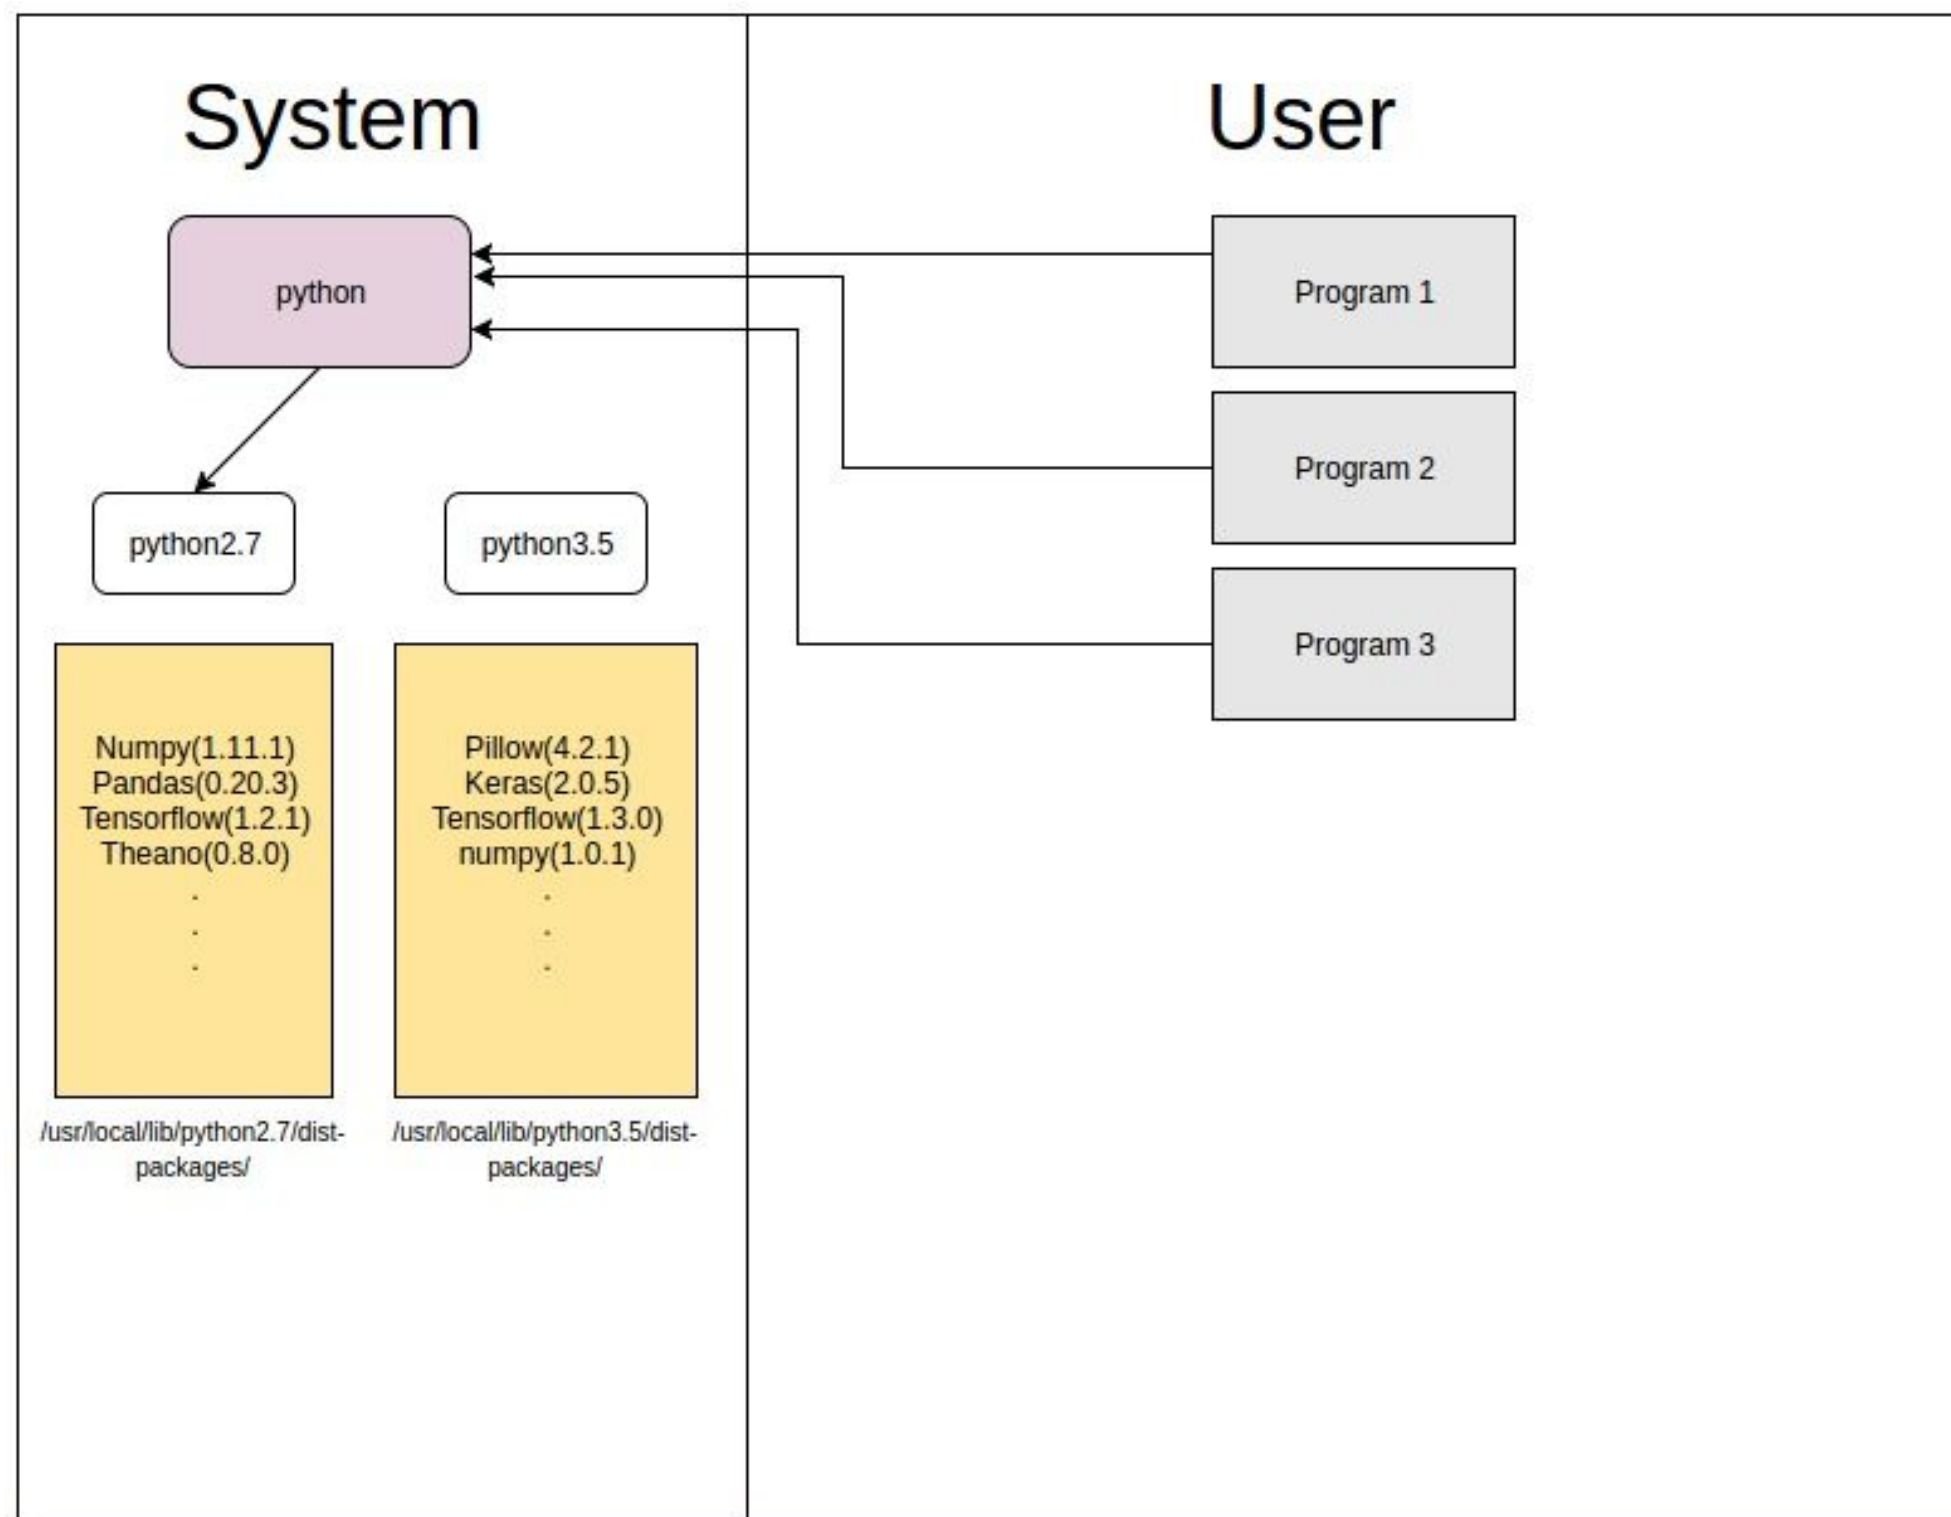 System
User
python
Program 1
Program 2
Program 3
python2.7
python3.5
Numpy(1.11.1)
Pandas(0.20.3)
Tensorflow(1.2.1)
Theano(0.8.0)
.
.
.
Pillow(4.2.1)
Keras(2.0.5)
Tensorflow(1.3.0)
numpy(1.0.1)
.
.
.
/usr/local/lib/python2.7/dist-
packages/
/usr/local/lib/python3.5/dist-
packages/